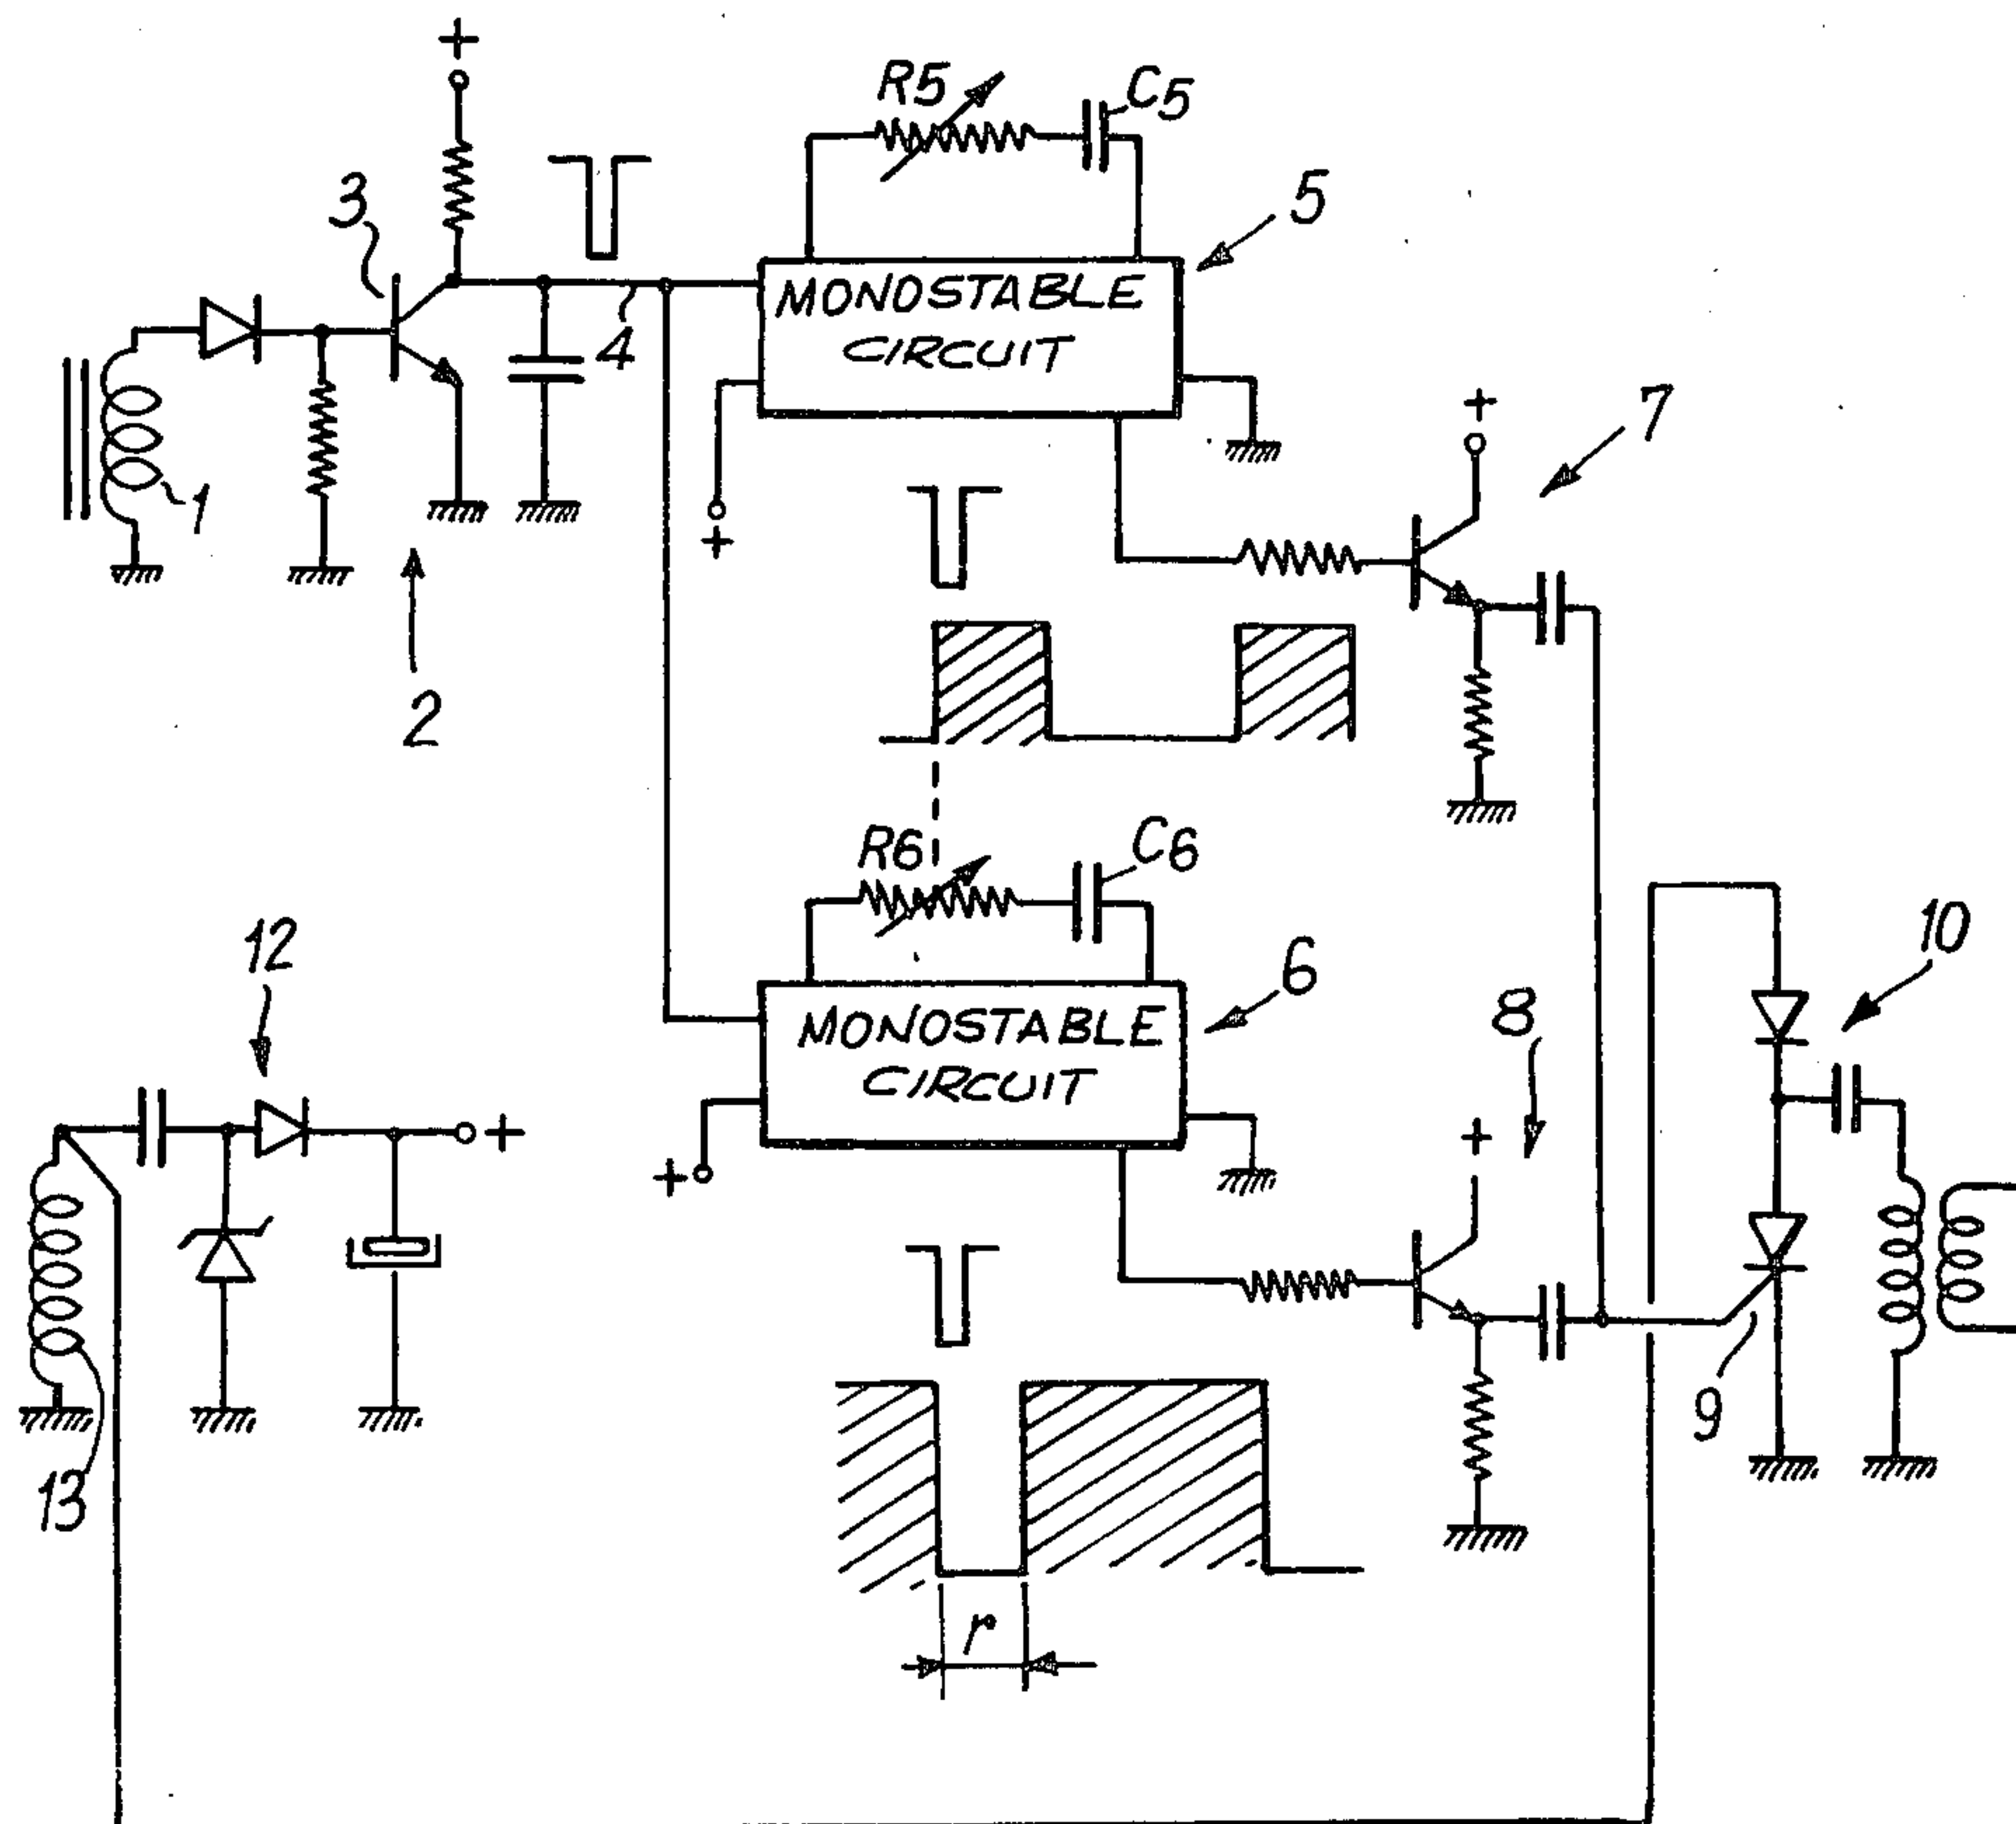 +
R5
C5
3
5
MONOSTABLE
CIRCUIT
4
1
+
7
+
2
R6
C6
12
10
6
8
MONOSTABLE
CIRCUIT
+
+
+
9
13
r